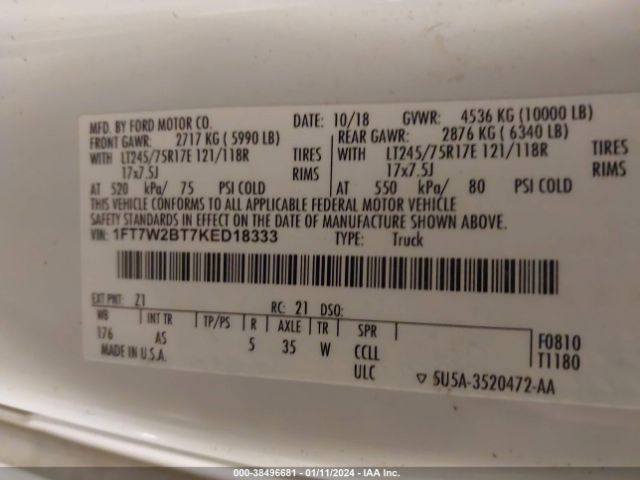 MFD. BY FORD MOTOR CO. DATE: 10/18 GVWR: 4536 KG (10000 LB)
FRONT GAWR: 2717 KG ( 5990 LB) REAR GAWR: 2876 KG ( 6340 LB)
WITH LT245/75R17E 121/118R TIRES WITH LT245/75R17E 121/118R TIRES
17x7.5J RIMS 17x7.5J RIMS
AT 520 kPa/ 75 PSI COLD AT 550 kPa/ 80 PSI COLD
THIS VEHICLE CONFORMS TO ALL APPLICABLE FEDERAL MOTOR VEHICLE
SAFETY STANDARDS IN EFFECT ON THE DATE OF MANUFACTURE SHOWN ABOVE.
VIN: 1FT7W2BT7KED18333 TYPE: Truck
EXT PNT: Z1 RC: 21 DSO:
WB INT TR TP/PS R AXLE TR SPR F0810
176 AS 5 35 W CCLL T1180
MADE IN U.S.A. ULC ▽ 5U5A-3520472-AA
000-38496681 - 01/11/2024 - IAA Inc.